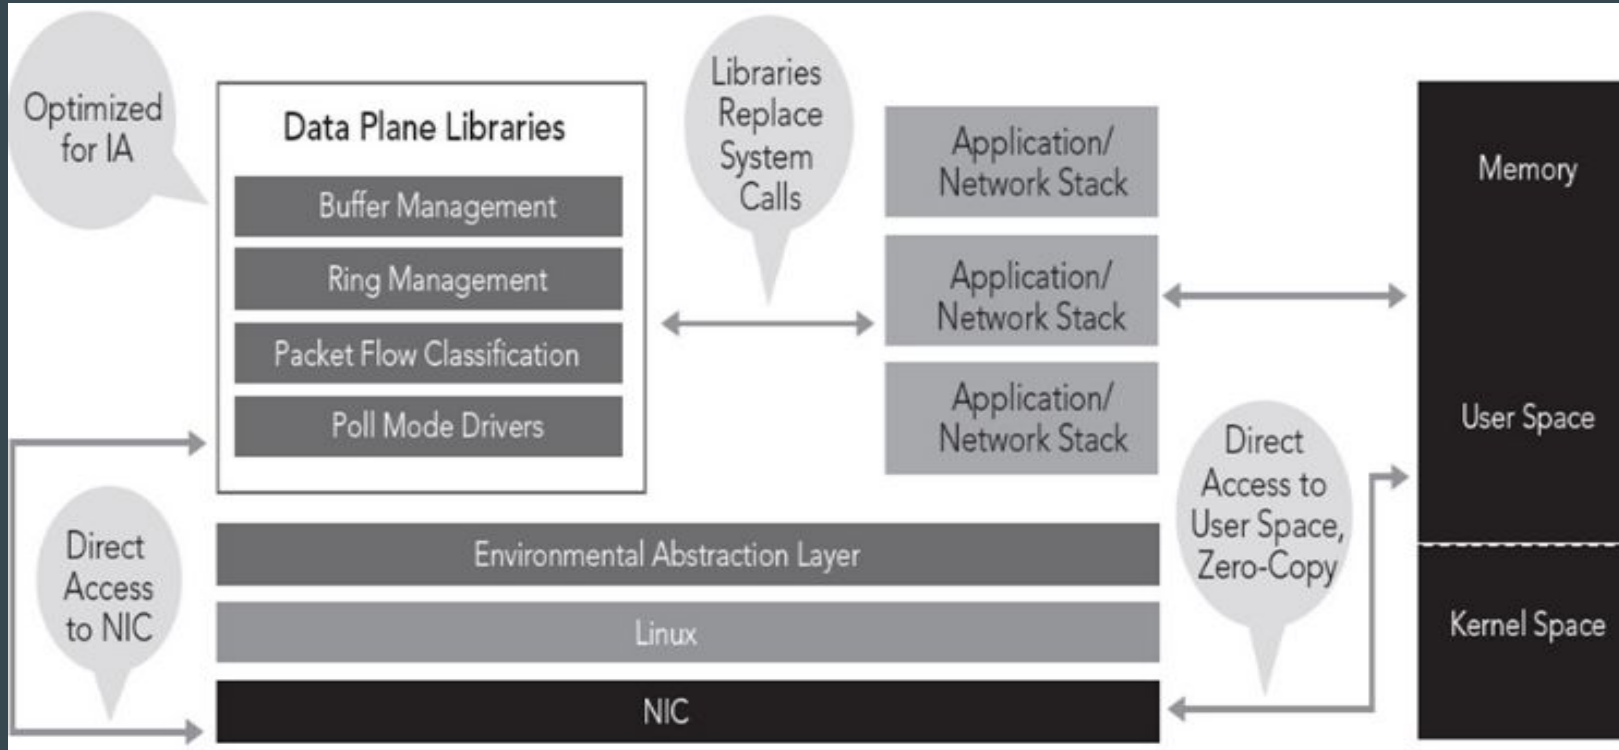 Optimized
for IA
Data Plane Libraries
Buffer Management
Ring Management
Packet Flow Classification
Poll Mode Drivers
Libraries
Replace
System
Calls
Application/
Network Stack
Application/
Network Stack
Application/
Network Stack
Memory
User Space
Kernel Space
Direct
Access
to NIC
Environmental Abstraction Layer
Linux
NIC
Direct
Access to
User Space,
Zero-Copy